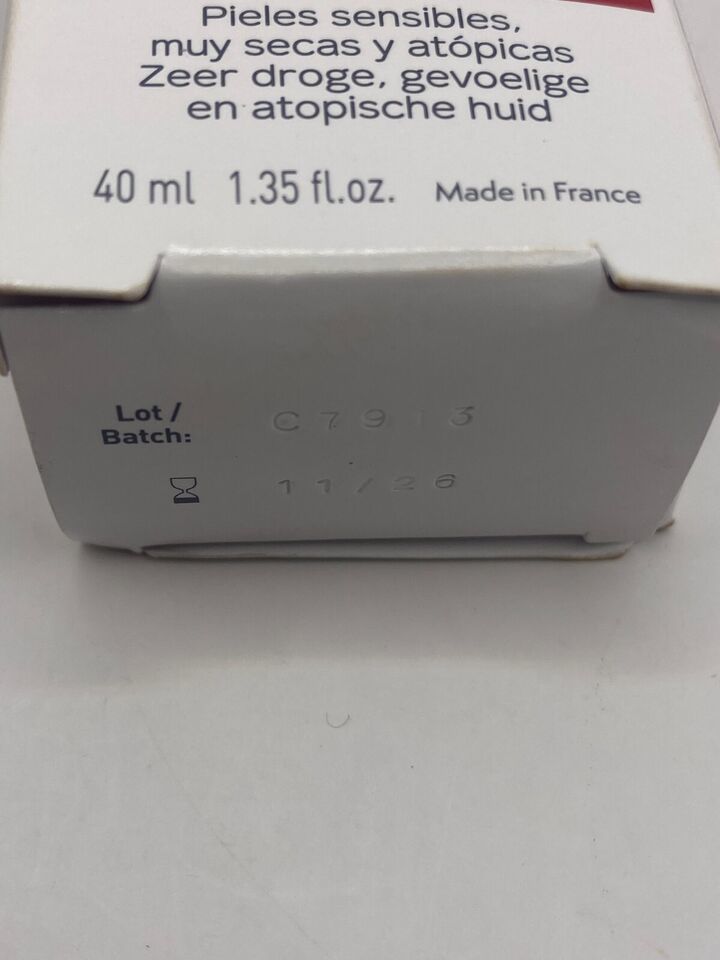 Pieles sensibles,
muy secas y atópicas
Zeer droge, gevoelige
en atopische huid
40 ml 1.35 fl.oz. Made in France
Lot / Batch: C7913
11/26